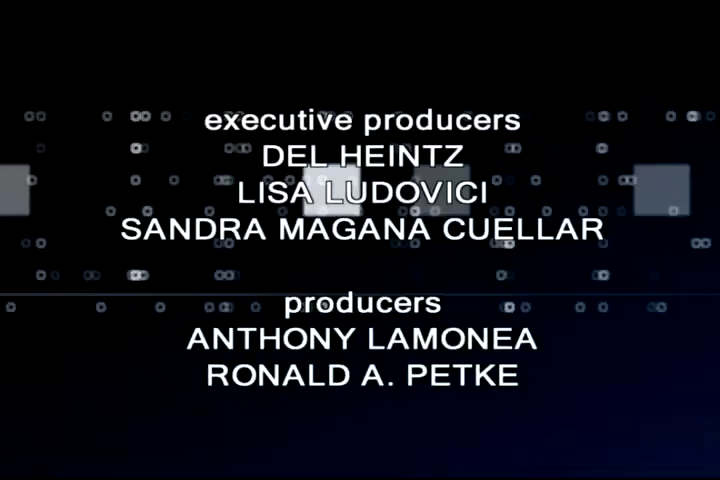 executive producers
DEL HEINTZ
LISA LUDOVICI
SANDRA MAGANA CUELLAR
producers
ANTHONY LAMONEA
RONALD A. PETKE